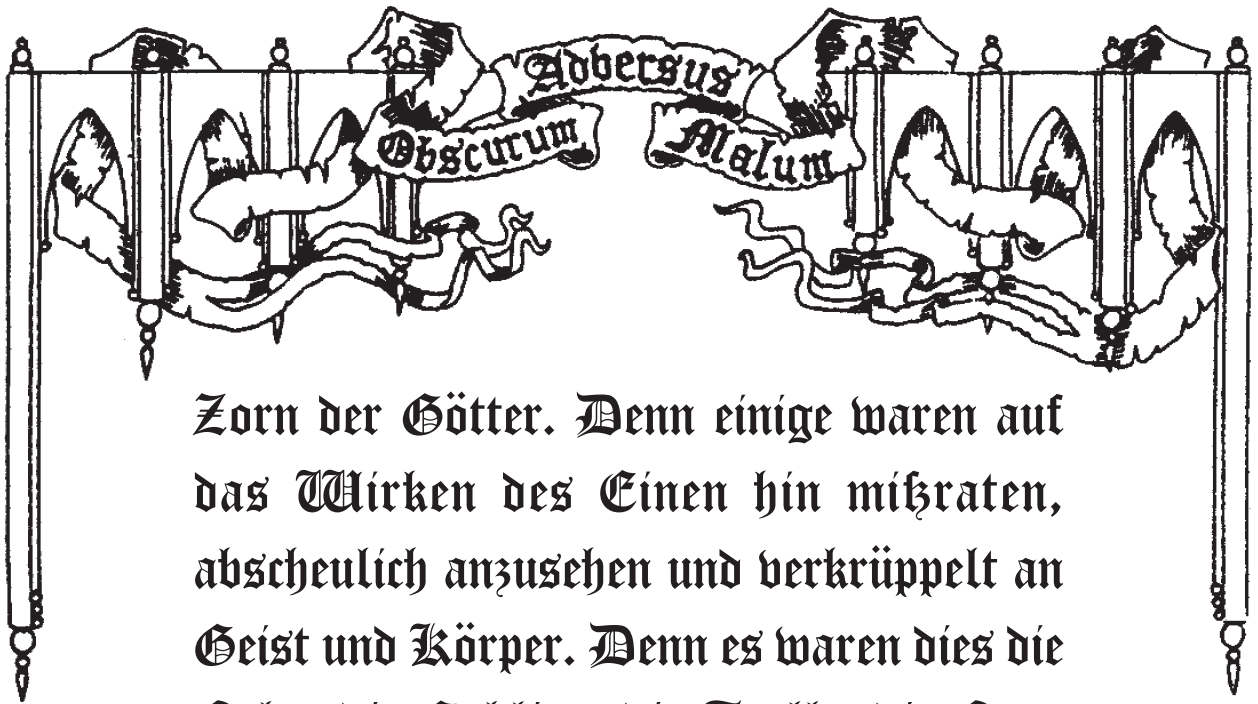 Adversus
Obscurum Malum
Zorn der Götter. Denn einige waren auf
das Wirken des Einen hin mißraten,
abscheulich anzusehen und verkrüppelt an
Geist und Körper. Denn es waren dies die